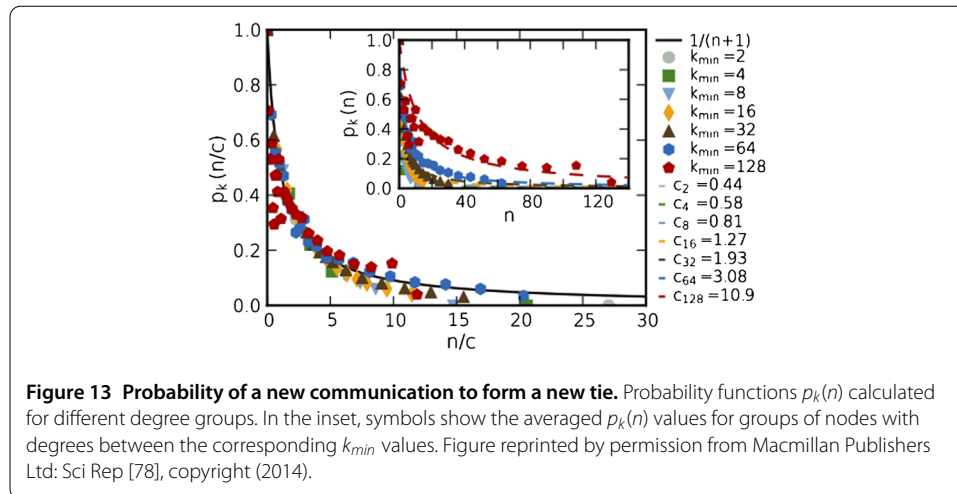 1.0
0.8
0.6
0.4
0.2
0.0
p_k(n/c)
0 5 10 15 20 25 30
n/c
1.0
0.8
0.6
0.4
0.2
0.0
p_k(n)
0 40 80 120
n
1/(n+1)
k_min = 2
k_min = 4
k_min = 8
k_min = 16
k_min = 32
k_min = 64
k_min = 128
c_2 =0.44
c_4 =0.58
c_8 =0.81
c_16 =1.27
c_32 =1.93
c_64 =3.08
c_128 =10.9
Figure 13 Probability of a new communication to form a new tie. Probability functions p_k(n) calculated
for different degree groups. In the inset, symbols show the averaged p_k(n) values for groups of nodes with
degrees between the corresponding k_min values. Figure reprinted by permission from Macmillan Publishers
Ltd: Sci Rep [78], copyright (2014).